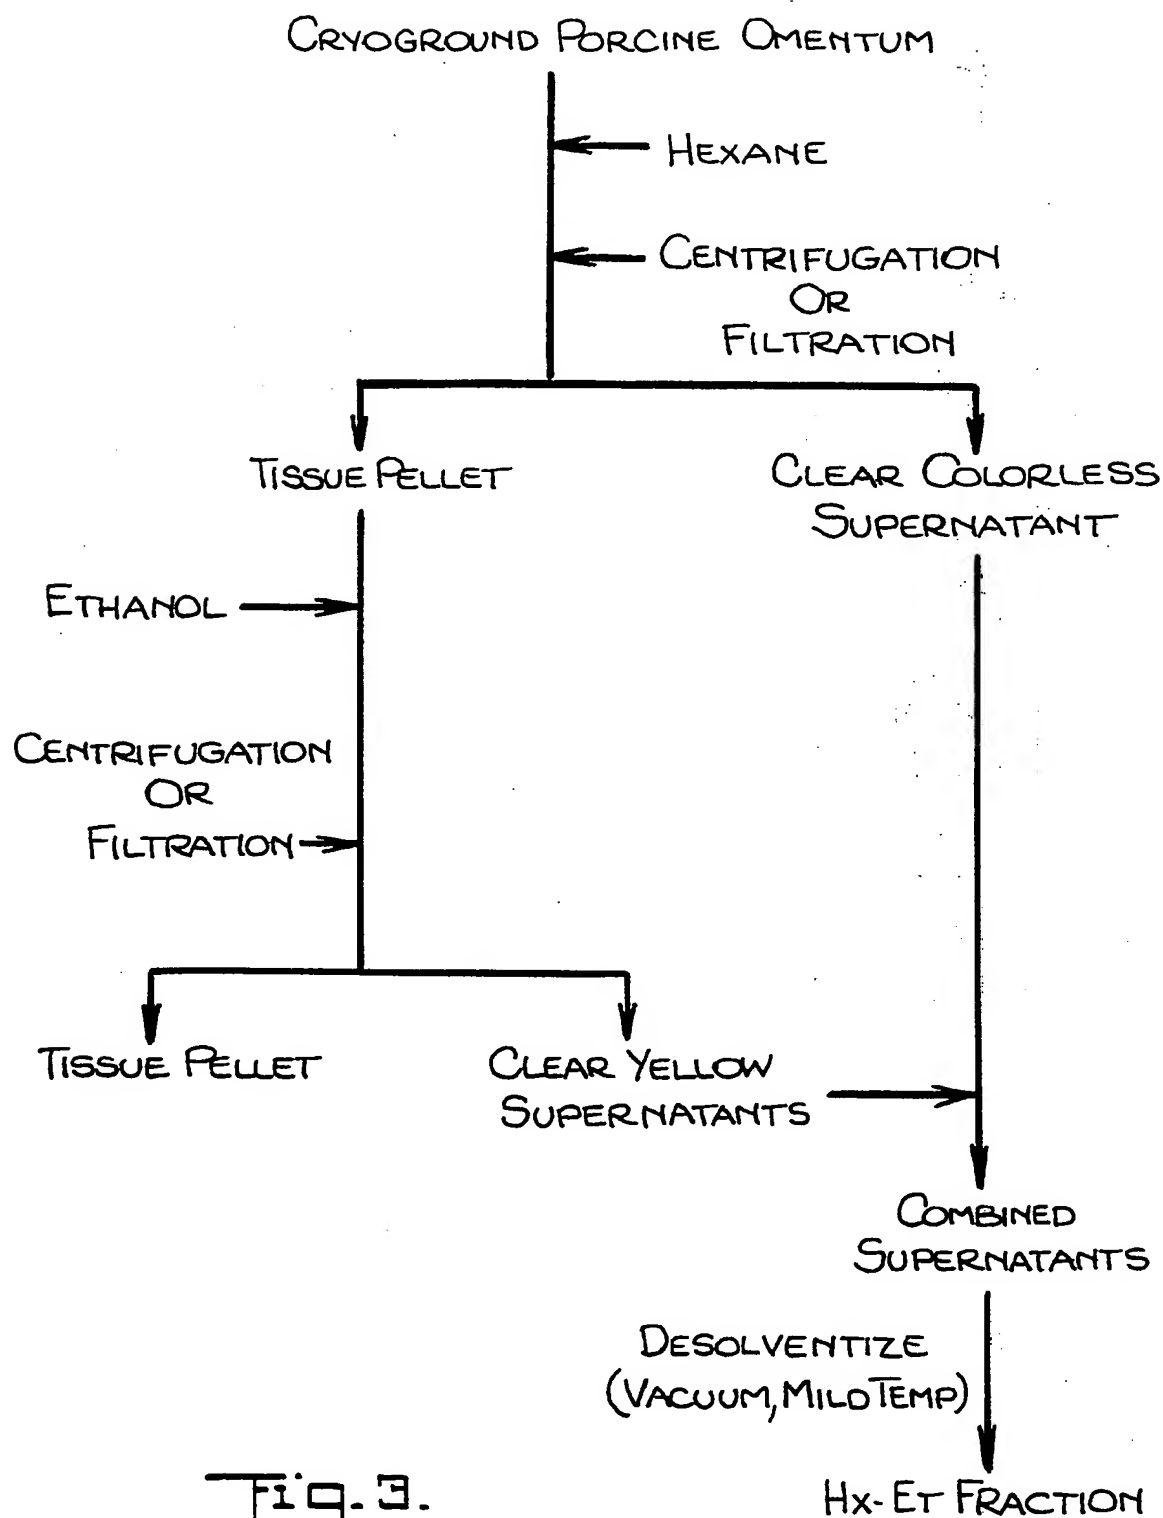 CRYOGROUND PORCINE OMENTUM
HEXANE
CENTRIFUGATION
OR
FILTRATION
TISSUE PELLET
CLEAR COLORLESS
SUPERNATANT
ETHANOL
CENTRIFUGATION
OR
FILTRATION
TISSUE PELLET
CLEAR YELLOW
SUPERNATANTS
COMBINED
SUPERNATANTS
DESOLVENTIZE
(VACUUM, MILD TEMP)
HX-ET FRACTION
Fig. 3.